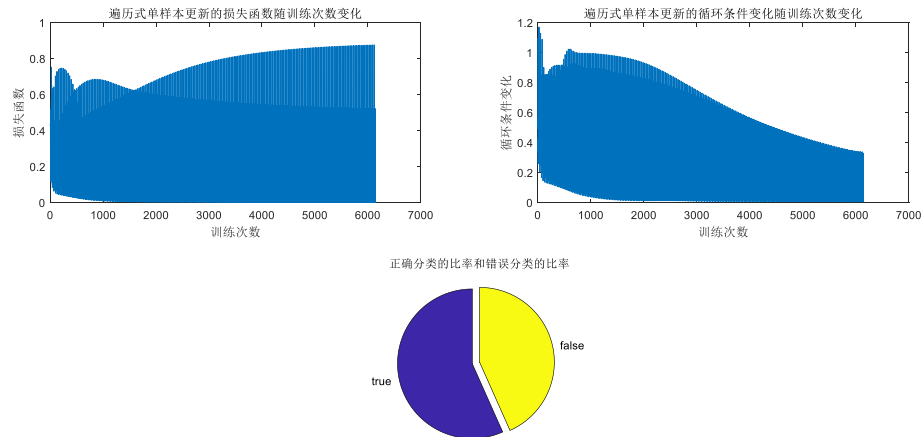 遍历式单样本更新的损失函数随训练次数变化
1
0.8
0.6
0.4
0.2
0
损失函数
0 1000 2000 3000 4000 5000 6000 7000
训练次数
遍历式单样本更新的循环条件变化随训练次数变化
1.2
1
0.8
0.6
0.4
0.2
0
循环条件变化
0 1000 2000 3000 4000 5000 6000 7000
训练次数
正确分类的比率和错误分类的比率
false
true